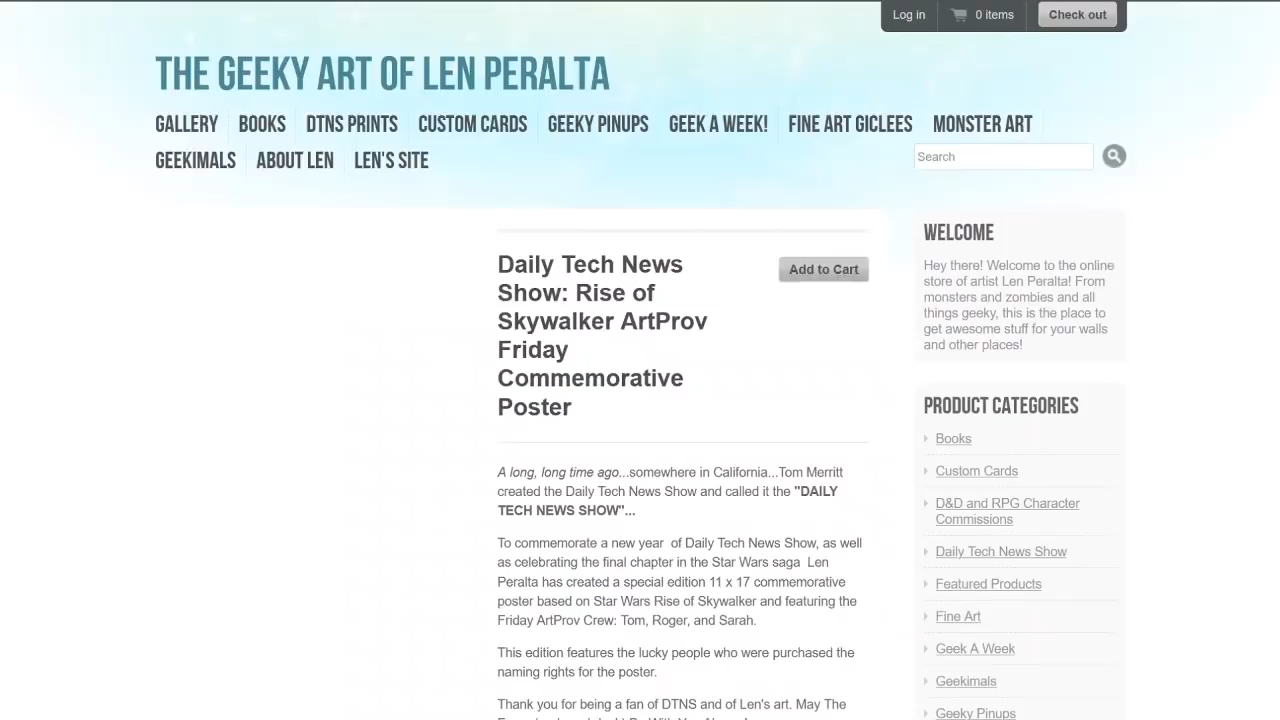 Log in
0 items
Check out
THE GEEKY ART OF LEN PERALTA
GALLERY BOOKS DTNS PRINTS CUSTOM CARDS GEEKY PINUPS GEEK A WEEK! FINE ART GICLEES MONSTER ART
GEEKIMALS ABOUT LEN LEN'S SITE
Search
Daily Tech News
Show: Rise of
Skywalker ArtProv
Friday
Commemorative
Poster
Add to Cart
A long, long time ago...somewhere in California...Tom Merritt
created the Daily Tech News Show and called it the "DAILY
TECH NEWS SHOW"...
To commemorate a new year of Daily Tech News Show, as well
as celebrating the final chapter in the Star Wars saga Len
Peralta has created a special edition 11 x 17 commemorative
poster based on Star Wars Rise of Skywalker and featuring the
Friday ArtProv Crew: Tom, Roger, and Sarah.
This edition features the lucky people who were purchased the
naming rights for the poster.
Thank you for being a fan of DTNS and of Len's art. May The
WELCOME
Hey there! Welcome to the online
store of artist Len Peralta! From
monsters and zombies and all
things geeky, this is the place to
get awesome stuff for your walls
and other places!
PRODUCT CATEGORIES
Books
Custom Cards
D&D and RPG Character
Commissions
Daily Tech News Show
Featured Products
Fine Art
Geek A Week
Geekimals
Geeky Pinups